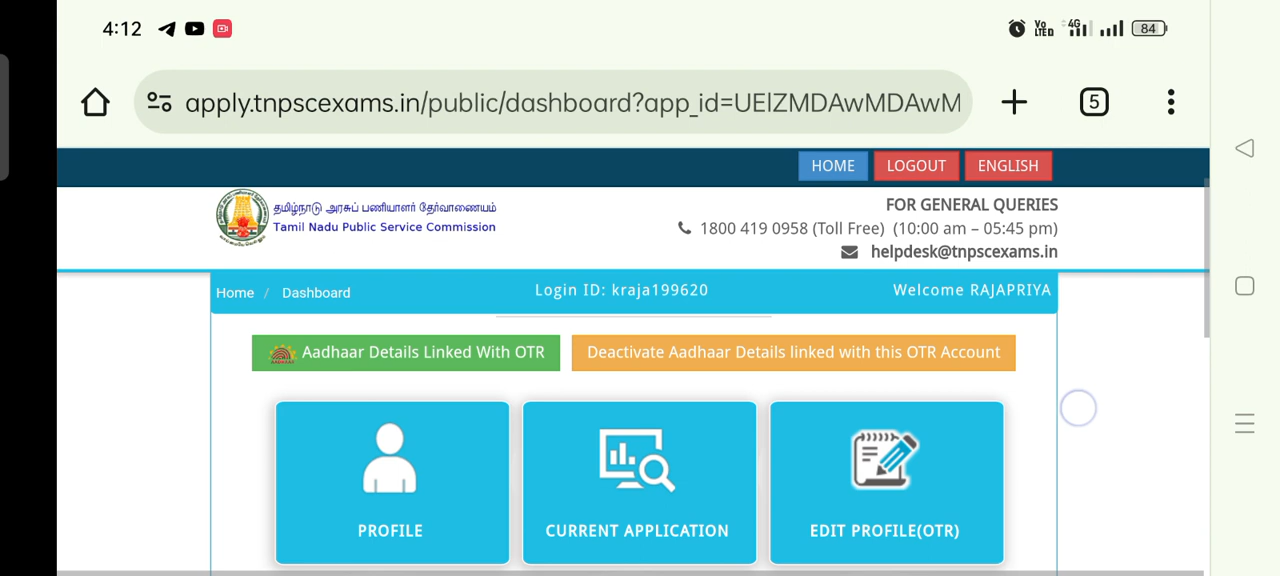 4:12 Vo LTED 4G 84
apply.tnpscexams.in/public/dashboard?app_id=UElZMDAwMDAwM 5
HOME LOGOUT ENGLISH
தமிழ்நாடு அரசுப் பணியாளர் தேர்வாணையம்
Tamil Nadu Public Service Commission
FOR GENERAL QUERIES
1800 419 0958 (Toll Free) (10:00 am – 05:45 pm)
helpdesk@tnpscexams.in
Home / Dashboard Login ID: kraja199620 Welcome RAJAPRIYA
Aadhaar Details Linked With OTR Deactivate Aadhaar Details linked with this OTR Account
PROFILE CURRENT APPLICATION EDIT PROFILE(OTR)